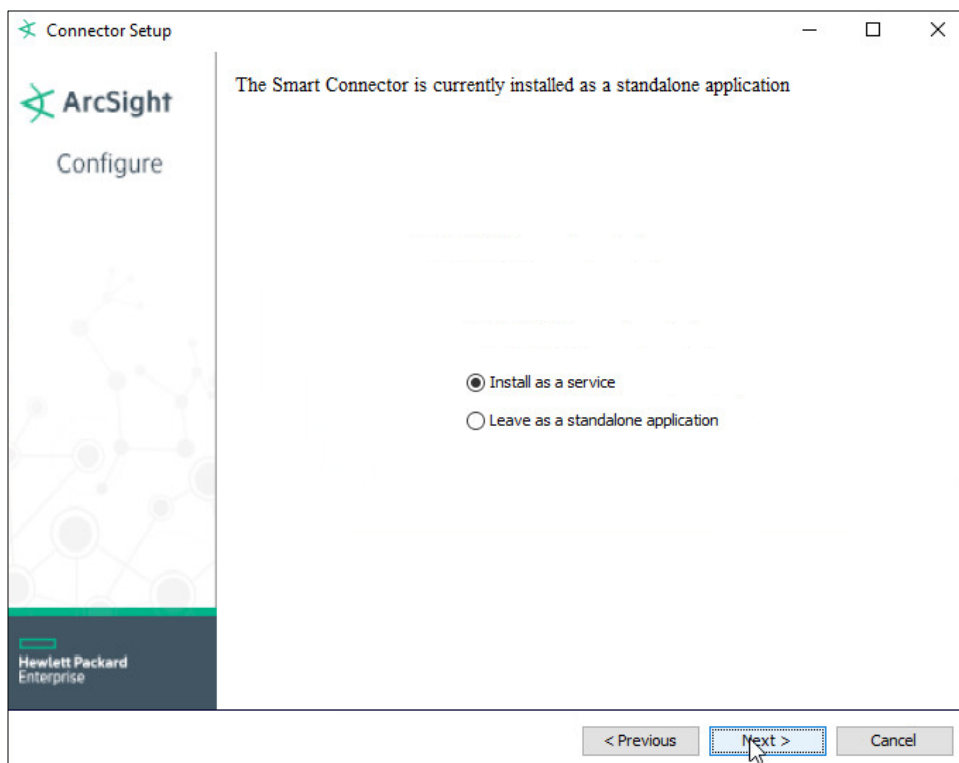 Connector Setup
The Smart Connector is currently installed as a standalone application
ArcSight
Configure
Install as a service
Leave as a standalone application
Hewlett Packard
Enterprise
< Previous
Next >
Cancel